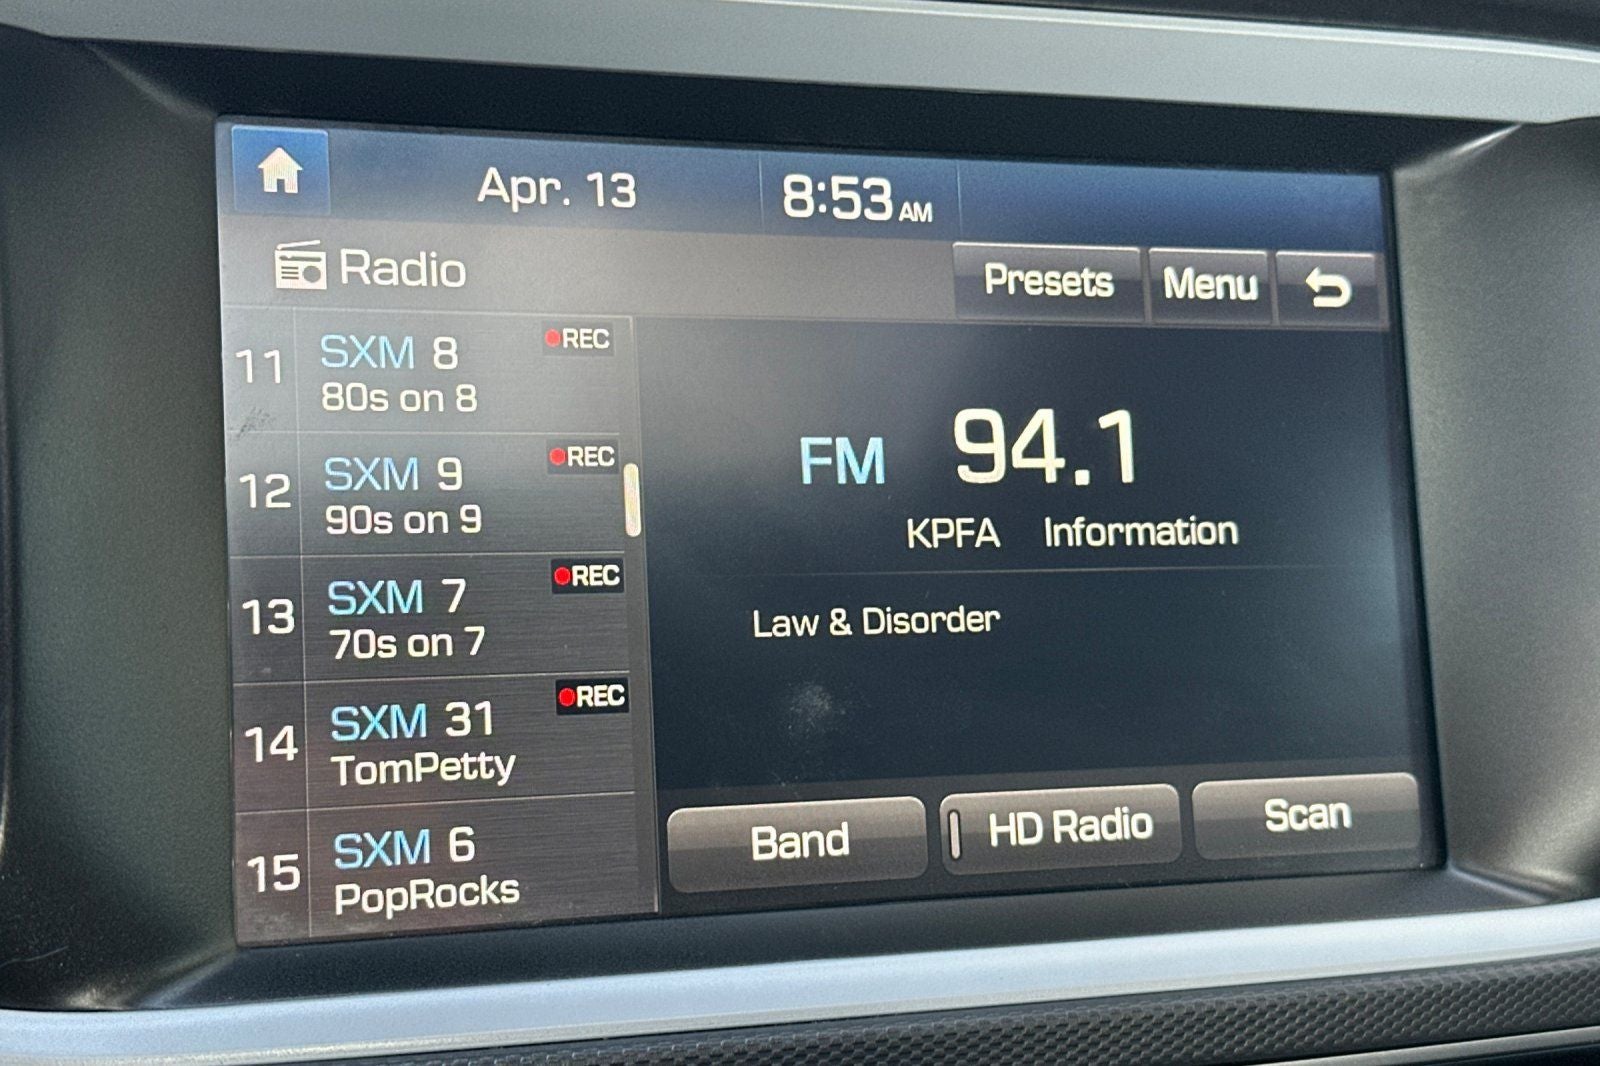 Apr. 13
8:53 AM
Radio
Presets
Menu
11
SXM 8
REC
80s on 8
12
SXM 9
REC
90s on 9
13
SXM 7
REC
70s on 7
14
SXM 31
REC
TomPetty
15
SXM 6
PopRocks
FM 94.1
KPFA Information
Law & Disorder
Band
HD Radio
Scan